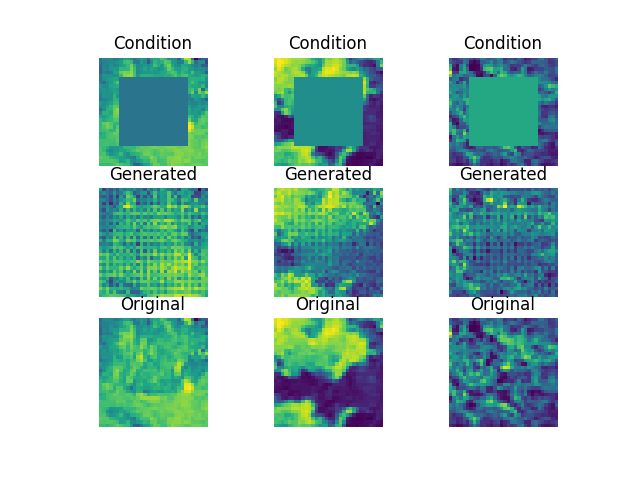 Condition Condition Condition
Generated Generated Generated
Original Original Original